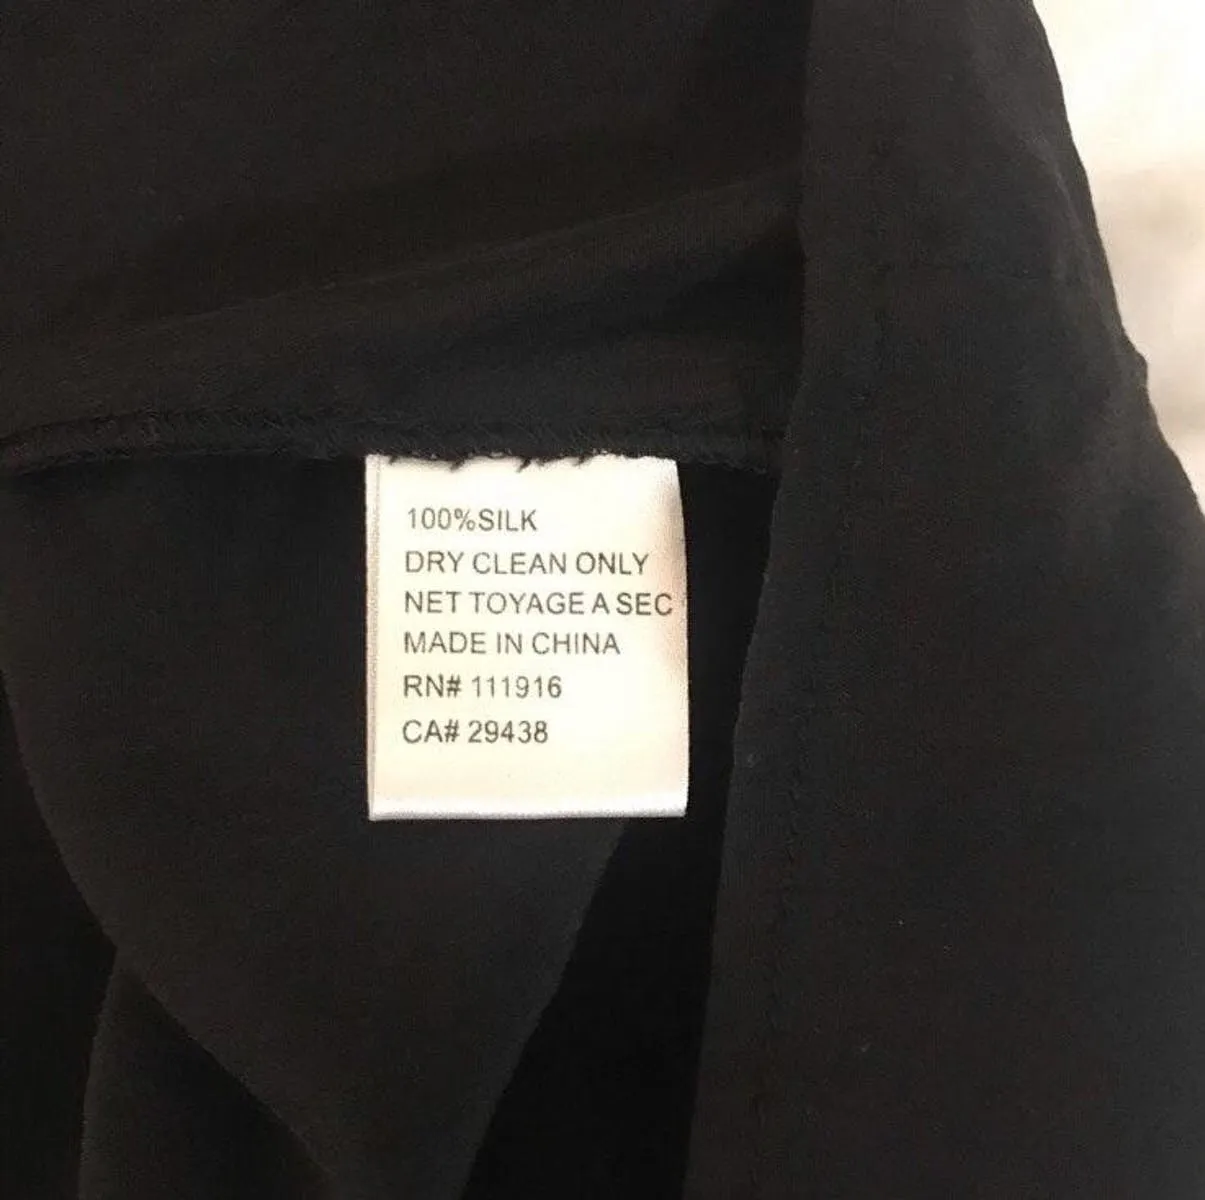 100%SILK
DRY CLEAN ONLY
NET TOYAGE A SEC
MADE IN CHINA
RN# 111916
CA# 29438